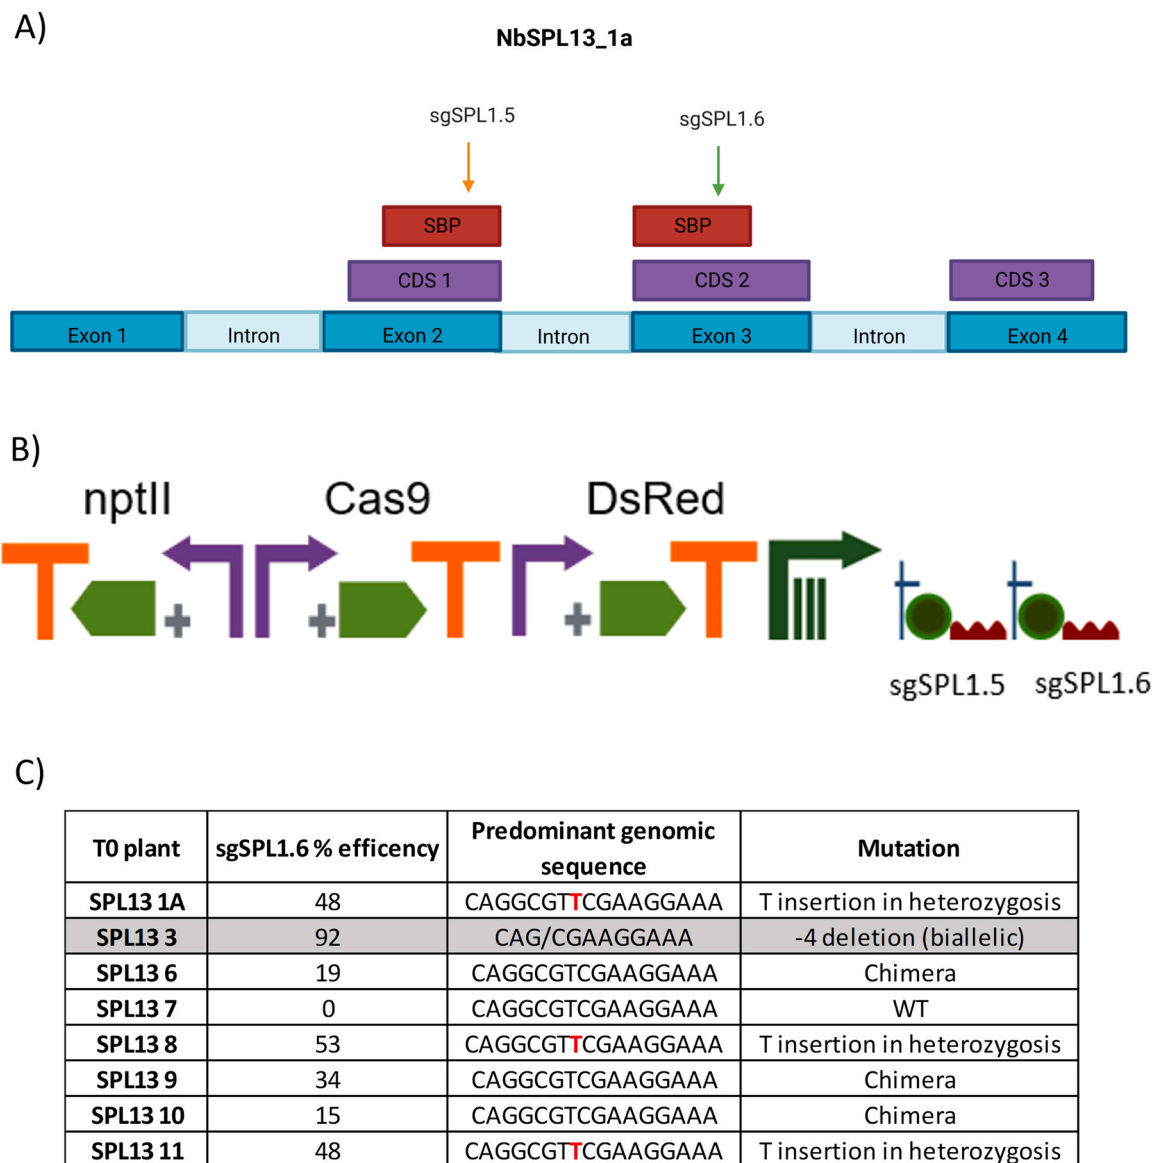 A)
NbSPL13_1a
sgSPL1.5 sgSPL1.6
SBP SBP
CDS 1 CDS 2 CDS 3
Exon 1 Intron Exon 2 Intron Exon 3 Intron Exon 4
B)
nptII Cas9 DsRed
sgSPL1.5 sgSPL1.6
C)
T0 plant sgSPL1.6 % efficency Predominant genomic sequence Mutation
SPL13 1A 48 CAGGCGTTCGAAGGAAA T insertion in heterozygosis
SPL13 3 92 CAG/CGAAGGAAA -4 deletion (biallelic)
SPL13 6 19 CAGGCGTCGAAGGAAA Chimera
SPL13 7 0 CAGGCGTCGAAGGAAA WT
SPL13 8 53 CAGGCGTTCGAAGGAAA T insertion in heterozygosis
SPL13 9 34 CAGGCGTCGAAGGAAA Chimera
SPL13 10 15 CAGGCGTCGAAGGAAA Chimera
SPL13 11 48 CAGGCGTTCGAAGGAAA T insertion in heterozygosis